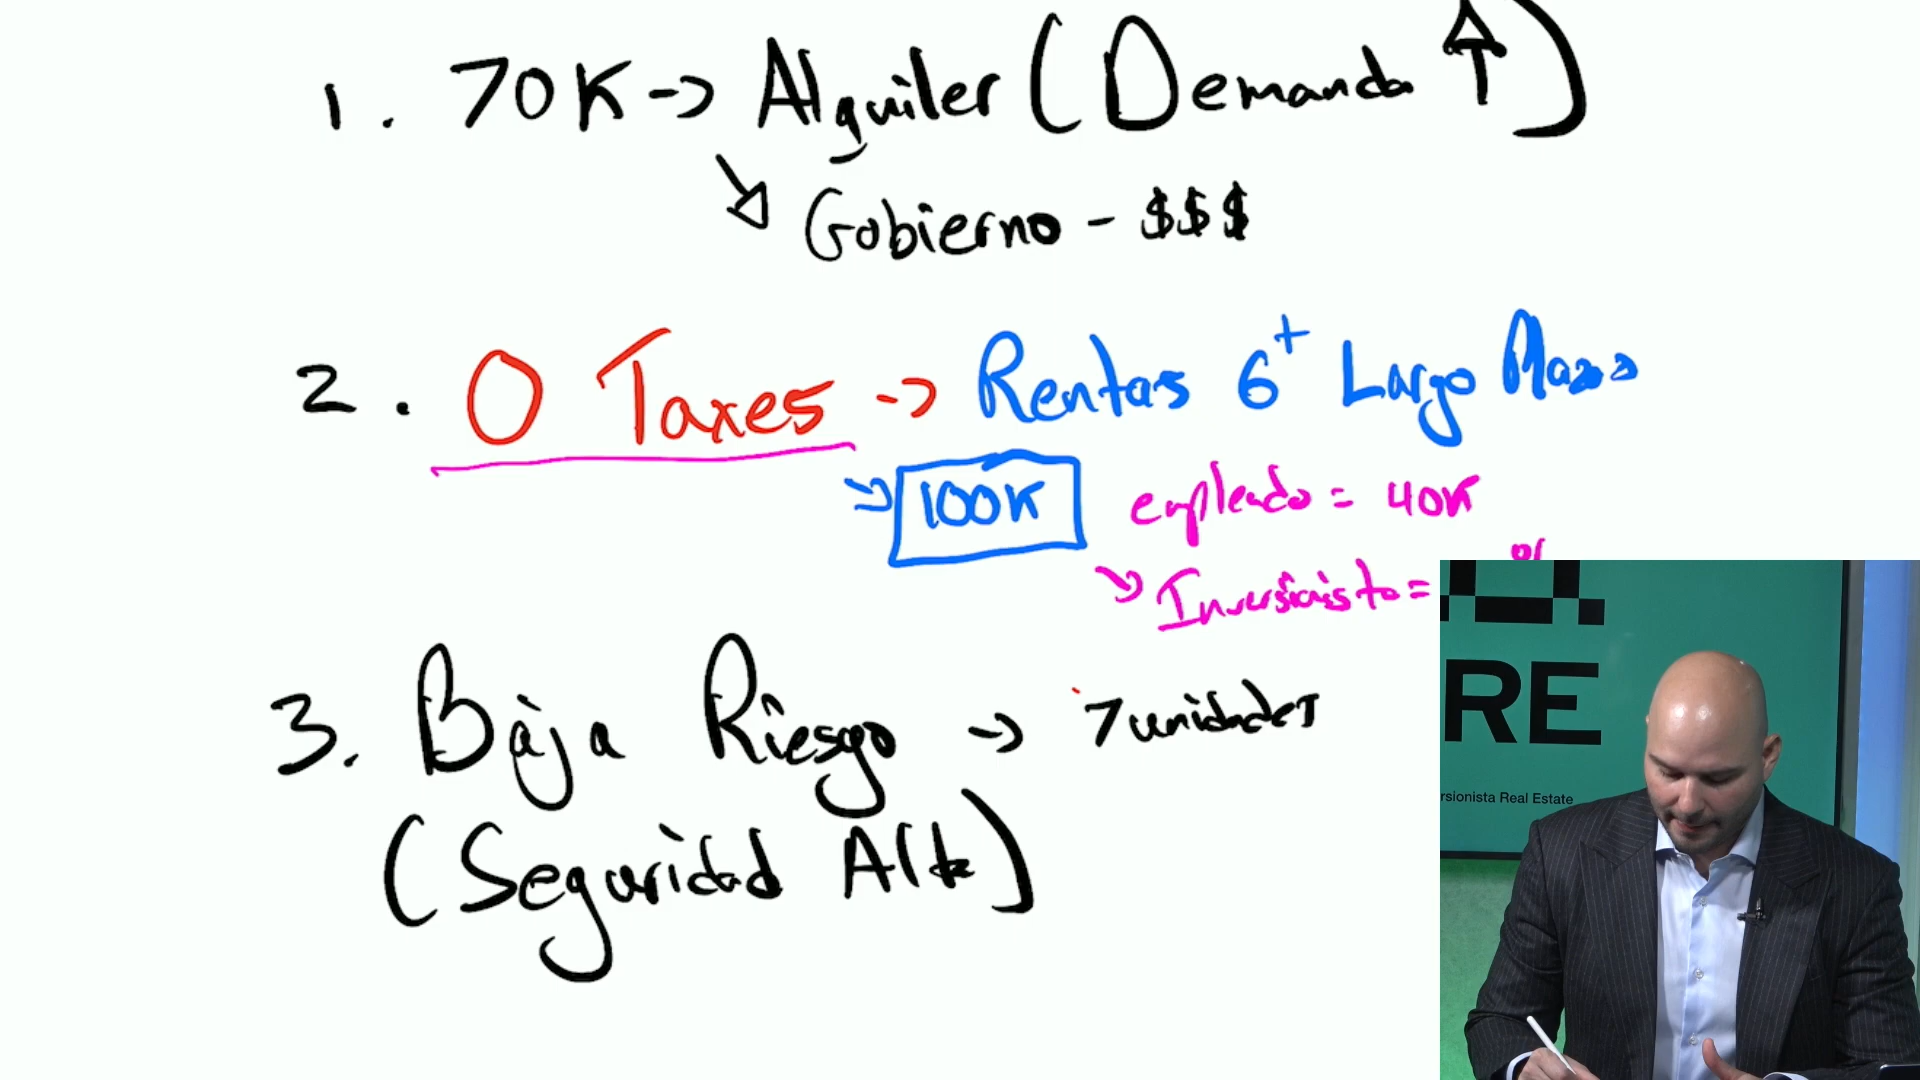 1. 70K -> Alguiler (Demanda ↑)
Gobierno - $$$
2. 0 Taxes -> Rentas 6+ Largo Plazo
100K
empleado = 40K
Inversionista =
3. Baja Riesgo -> 7 unidades
(Seguridad Alta)
RE
rsionista Real Estate